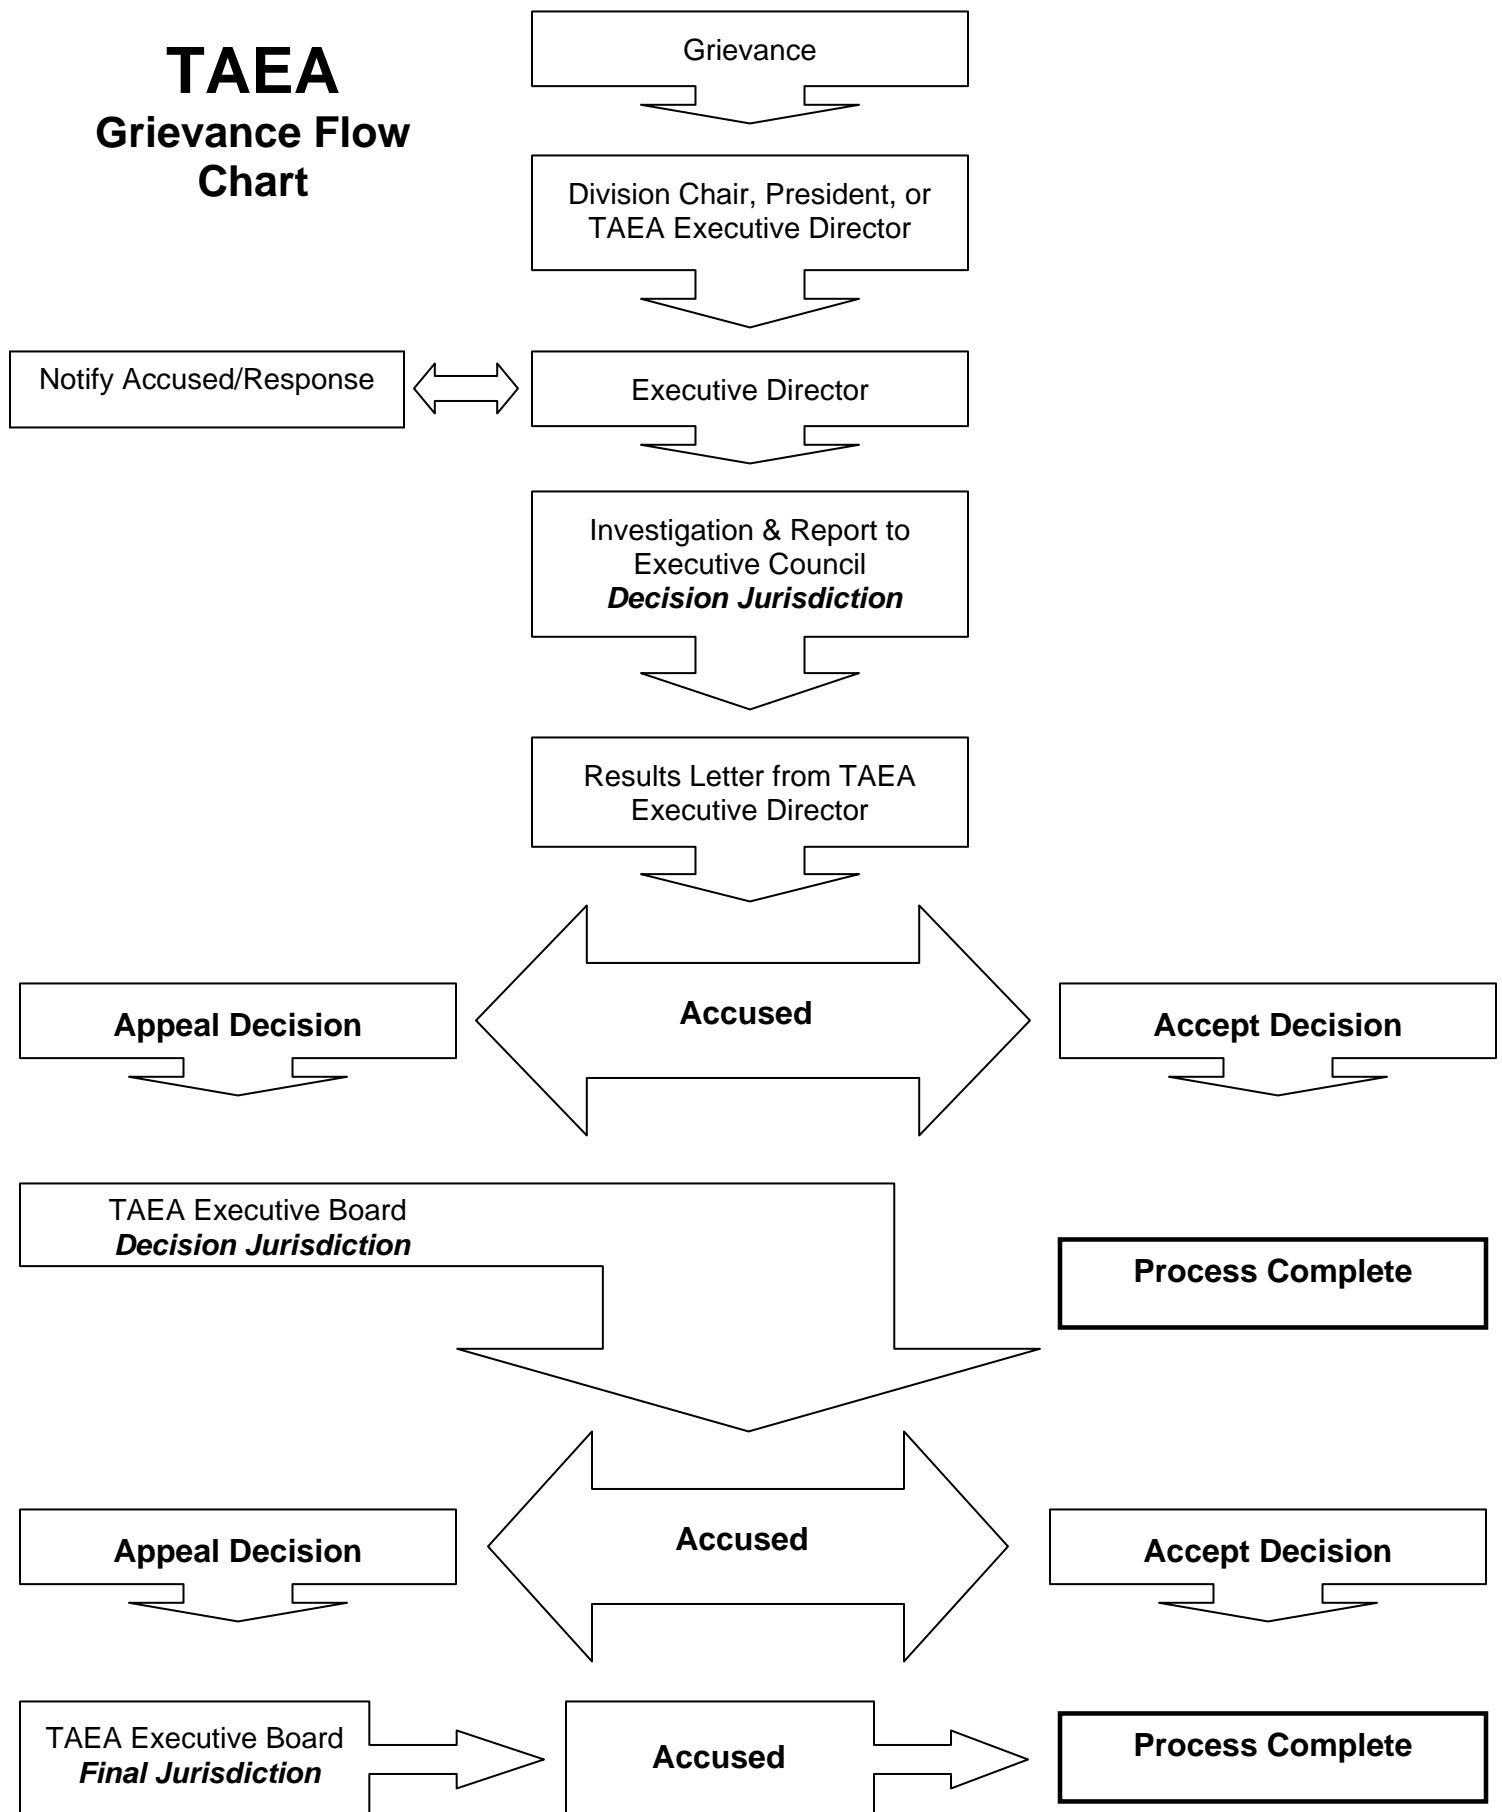 TAEA
Grievance Flow
Chart
Grievance
Division Chair, President, or
TAEA Executive Director
Notify Accused/Response
Executive Director
Investigation & Report to
Executive Council
Decision Jurisdiction
Results Letter from TAEA
Executive Director
Appeal Decision
Accused
Accept Decision
TAEA Executive Board
Decision Jurisdiction
Process Complete
Appeal Decision
Accused
Accept Decision
TAEA Executive Board
Final Jurisdiction
Accused
Process Complete